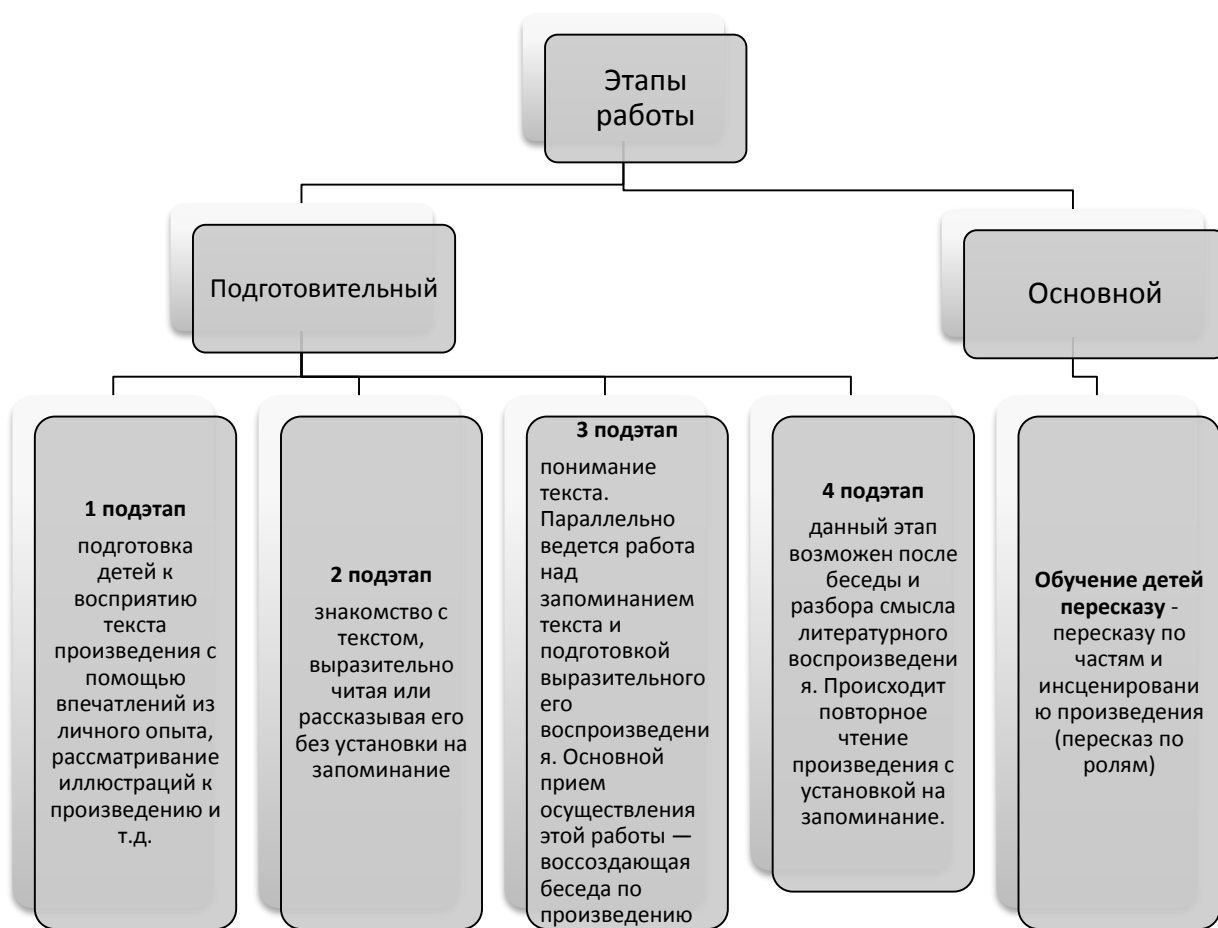 Этапы
работы
Подготовительный
Основной
1 подэтап
подготовка
детей к
восприятию
текста
произведения с
помощью
впечатлений из
личного опыта,
рассматривание
иллюстраций к
произведению и
т.д.
2 подэтап
знакомство с
текстом,
выразительно
читая или
рассказывая его
без установки на
запоминание
3 подэтап
понимание
текста.
Параллельно
ведется работа
над
запоминанием
текста и
подготовкой
выразительного
его
воспроизведени
я. Основной
прием
осуществления
этой работы —
воссоздающая
беседа по
произведению
4 подэтап
данный этап
возможен после
беседы и
разбора смысла
литературного
воспроизведени
я. Происходит
повторное
чтение
произведения с
установкой на
запоминание.
Обучение детей
пересказу -
пересказу по
частям и
инсценировани
ю произведения
(пересказ по
ролям)